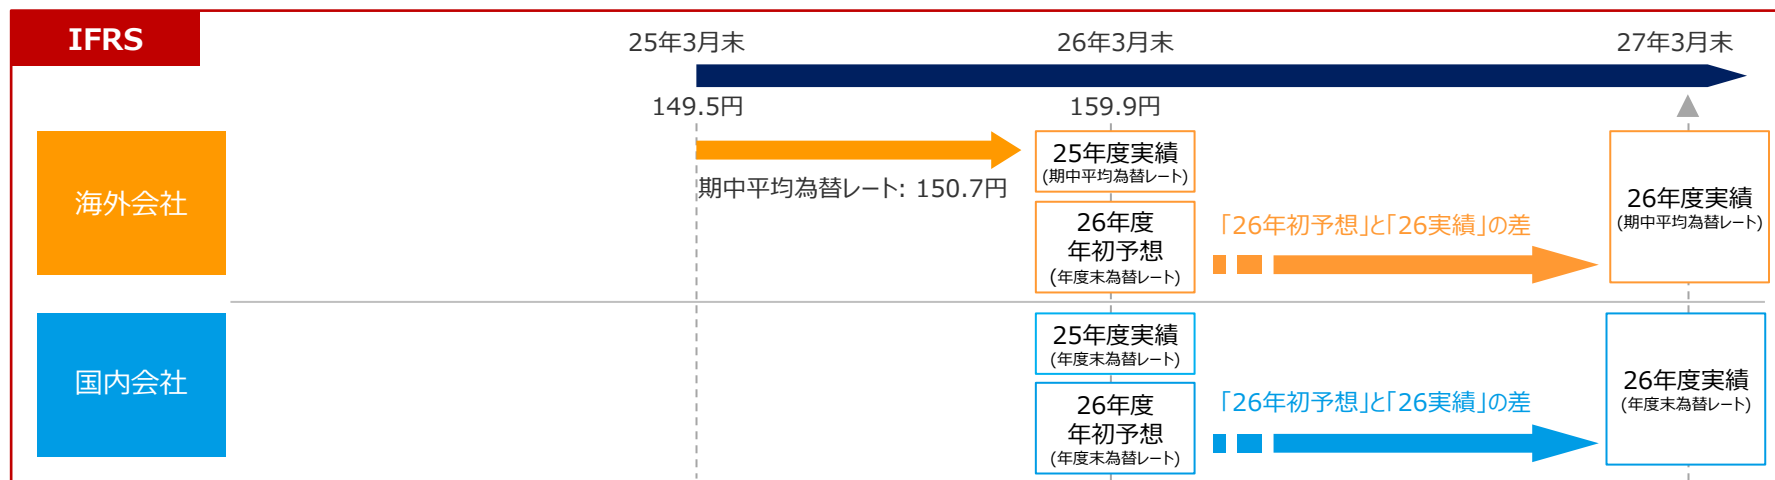 IFRS
25年3月末
26年3月末
27年3月末
149.5円
159.9円
海外会社
期中平均為替レート: 150.7円
25年度実績
(期中平均為替レート)
26年度
年初予想
(年度末為替レート)
「26年初予想」と「26実績」の差
26年度実績
(期中平均為替レート)
国内会社
25年度実績
(年度末為替レート)
26年度
年初予想
(年度末為替レート)
「26年初予想」と「26実績」の差
26年度実績
(年度末為替レート)